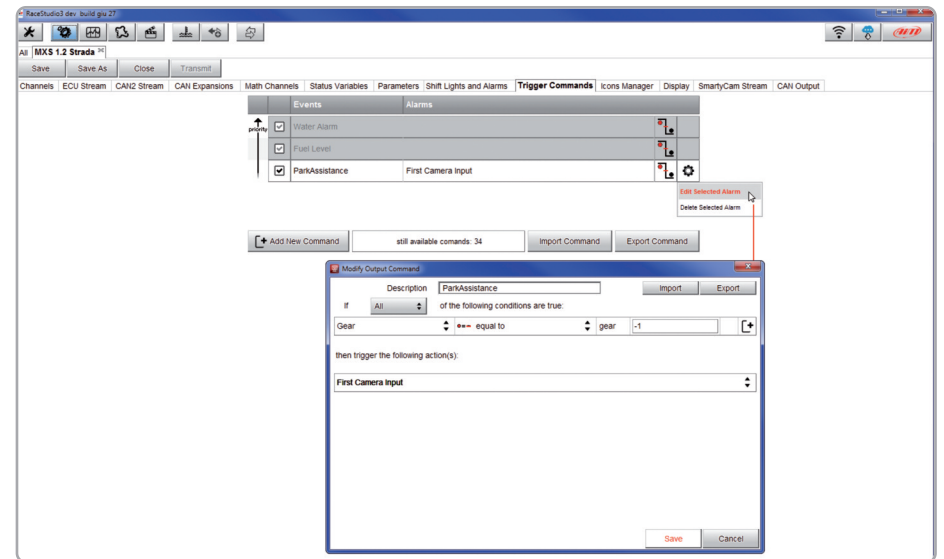 RaceStudio3 dev build giu 27
AiM
All MXS 1.2 Strada
Save Save As Close Transmit
Channels ECU Stream CAN2 Stream CAN Expansions Math Channels Status Variables Parameters Shift Lights and Alarms Trigger Commands Icons Manager Display SmartyCam Stream CAN Output
Events Alarms
priority Water Alarm
Fuel Level
ParkAssistance First Camera Input
Edit Selected Alarm
Delete Selected Alarm
Add New Command still available comands: 34 Import Command Export Command
Modify Output Command
Description ParkAssistance Import Export
If All of the following conditions are true:
Gear equal to gear -1
then trigger the following action(s):
First Camera Input
Save Cancel